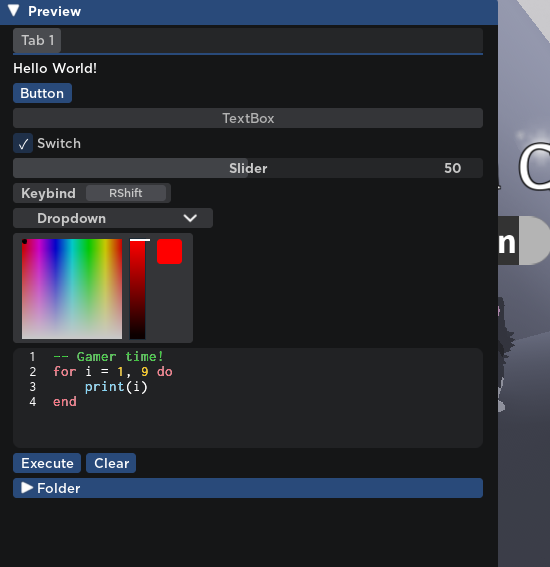 Preview
Tab 1
Hello World!
Button
TextBox
Switch
Slider 50
Keybind RShift
Dropdown
1 -- Gamer time!
2 for i = 1, 9 do
3 print(i)
4 end
Execute Clear
Folder